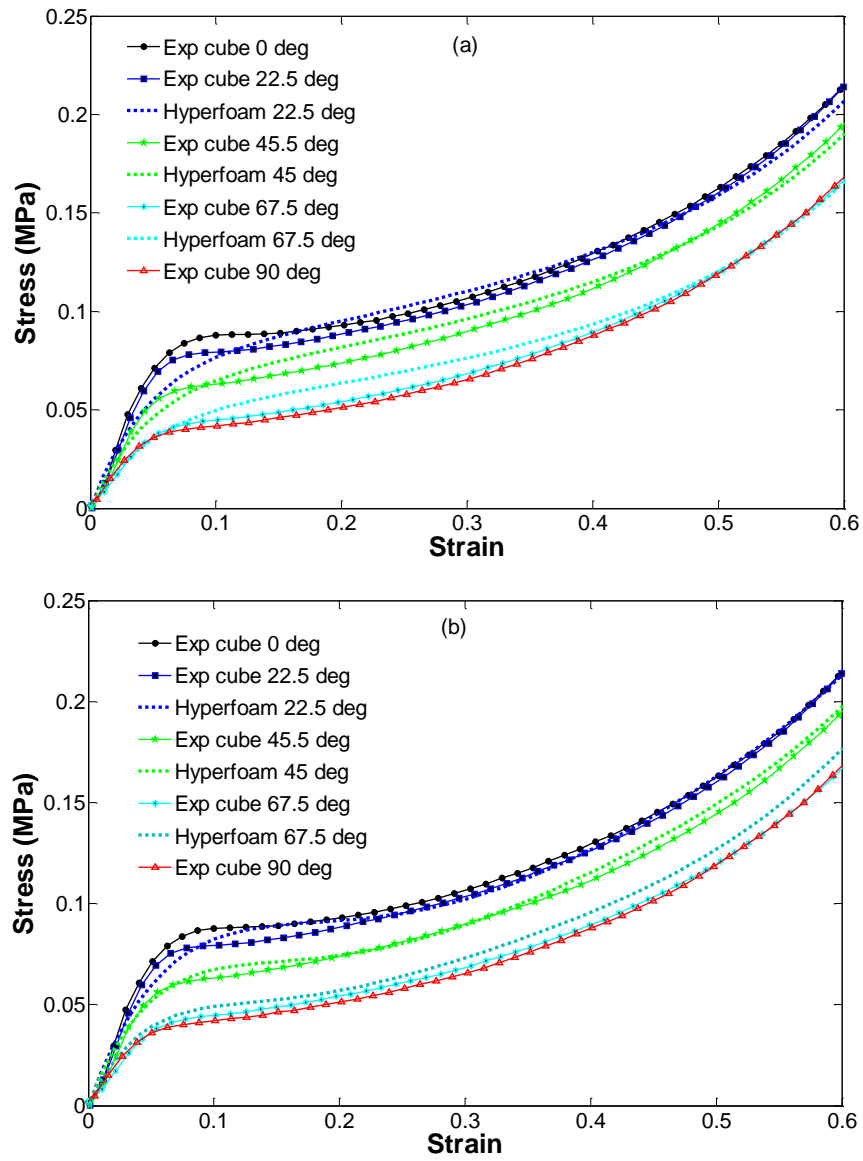 0.25
(a)
Exp cube 0 deg
Exp cube 22.5 deg
Hyperfoam 22.5 deg
Exp cube 45.5 deg
Hyperfoam 45 deg
Exp cube 67.5 deg
Hyperfoam 67.5 deg
Exp cube 90 deg
0.2
0.15
0.1
0.05
0
Stress (MPa)
0 0.1 0.2 0.3 0.4 0.5 0.6
Strain
0.25
(b)
Exp cube 0 deg
Exp cube 22.5 deg
Hyperfoam 22.5 deg
Exp cube 45.5 deg
Hyperfoam 45 deg
Exp cube 67.5 deg
Hyperfoam 67.5 deg
Exp cube 90 deg
0.2
0.15
0.1
0.05
0
Stress (MPa)
0 0.1 0.2 0.3 0.4 0.5 0.6
Strain